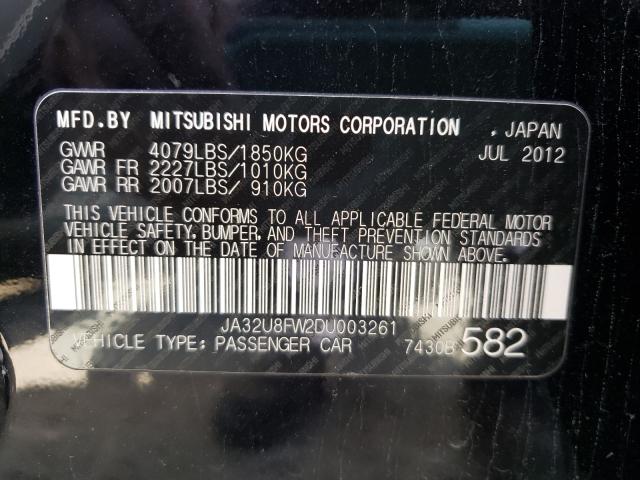 MFD.BY MITSUBISHI MOTORS CORPORATION . JAPAN
GVWR 4079LBS/1850KG JUL 2012
GAWR FR 2227LBS/1010KG
GAWR RR 2007LBS/ 910KG
THIS VEHICLE CONFORMS TO ALL APPLICABLE FEDERAL MOTOR
VEHICLE SAFETY, BUMPER, AND THEFT PREVENTION STANDARDS
IN EFFECT ON THE DATE OF MANUFACTURE SHOWN ABOVE.
JA32U8FW2DU003261
VEHICLE TYPE: PASSENGER CAR 7430B 582